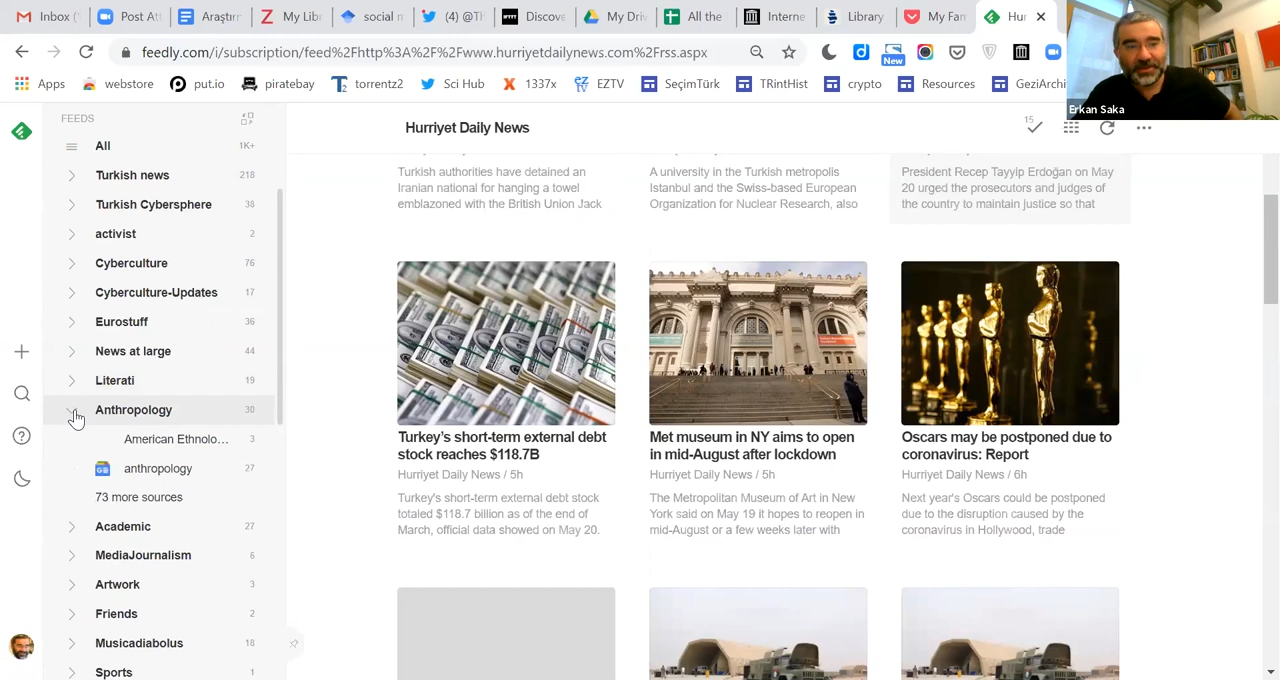 Inbox (
Post Att
Araştır
My Libr
social n
(4) @Th
Discove
My Driv
All the
Interne
Library
My Fam
Hur
feedly.com/i/subscription/feed%2Fhttp%3A%2F%2Fwww.hurriyetdailynews.com%2Frss.aspx
New
Apps
webstore
put.io
piratebay
torrentz2
Sci Hub
1337x
EZTV
SeçimTürk
TRintHist
crypto
Resources
GeziArchi
Erkan Saka
FEEDS
All 1K+
Turkish news 218
Turkish Cybersphere 38
activist 2
Cyberculture 76
Cyberculture-Updates 17
Eurostuff 36
News at large 44
Literati 19
Anthropology 30
American Ethnolo... 3
anthropology 27
73 more sources
Academic 27
MediaJournalism 6
Artwork 3
Friends 2
Musicadiabolus 18
Sports 1
Hurriyet Daily News
15
Turkish authorities have detained an
Iranian national for hanging a towel
emblazoned with the British Union Jack
A university in the Turkish metropolis
Istanbul and the Swiss-based European
Organization for Nuclear Research, also
President Recep Tayyip Erdoğan on May
20 urged the prosecutors and judges of
the country to maintain justice so that
Turkey's short-term external debt
stock reaches $118.7B
Hurriyet Daily News / 5h
Turkey's short-term external debt stock
totaled $118.7 billion as of the end of
March, official data showed on May 20.
Met museum in NY aims to open
in mid-August after lockdown
Hurriyet Daily News / 5h
The Metropolitan Museum of Art in New
York said on May 19 it hopes to reopen in
mid-August or a few weeks later with
Oscars may be postponed due to
coronavirus: Report
Hurriyet Daily News / 6h
Next year's Oscars could be postponed
due to the disruption caused by the
coronavirus in Hollywood, trade